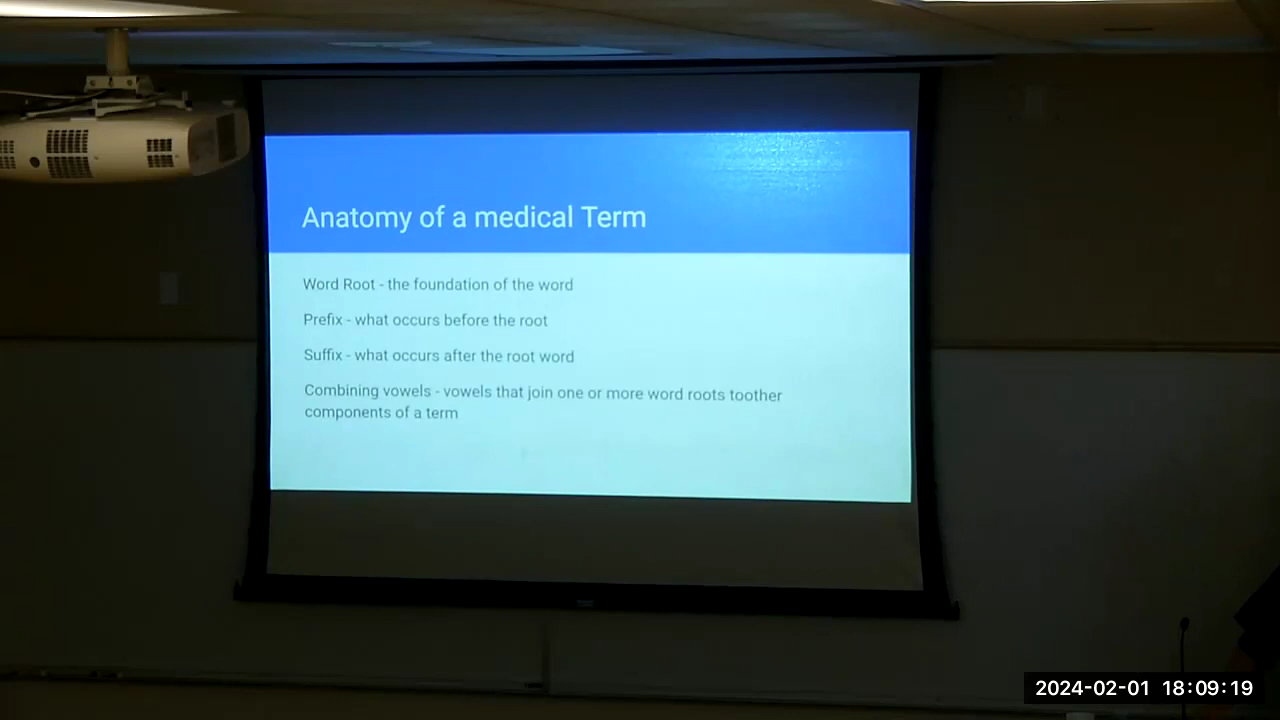 Anatomy of a medical Term
Word Root - the foundation of the word
Prefix - what occurs before the root
Suffix - what occurs after the root word
Combining vowels - vowels that join one or more word roots toother
components of a term
2024-02-01 18:09:19